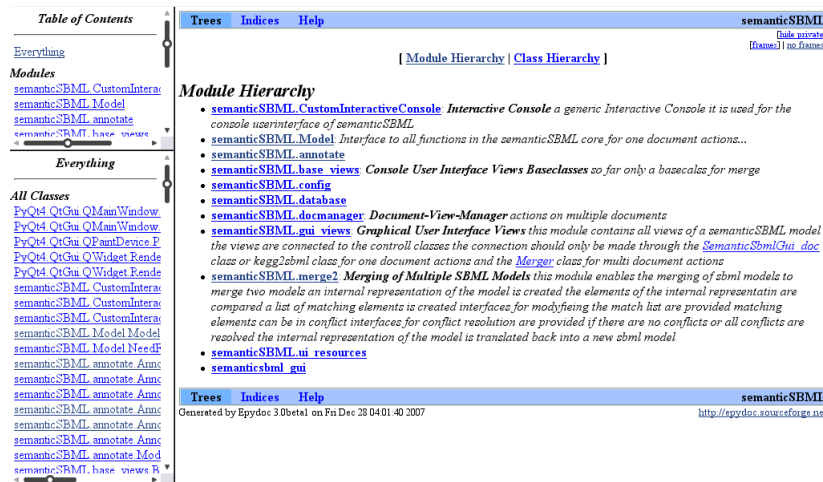 Table of Contents
Everything
Modules
semanticSBML.CustomInterac
semanticSBML.Model
semanticSBML.annotate
semanticSBML.base_views
Everything
All Classes
PyQt4.QtGui.QMainWindow.
PyQt4.QtGui.QMainWindow.
PyQt4.QtGui.QPaintDevice.P
PyQt4.QtGui.QWidget.Rende
PyQt4.QtGui.QWidget.Rende
semanticSBML.CustomInterac
semanticSBML.CustomInterac
semanticSBML.CustomInterac
semanticSBML.Model.Model
semanticSBML.Model.NeedF
semanticSBML.annotate.Anno
semanticSBML.annotate.Anno
semanticSBML.annotate.Anno
semanticSBML.annotate.Anno
semanticSBML.annotate.Anno
semanticSBML.annotate.Anno
semanticSBML.annotate.Mod
semanticSBML.base_views.B
Trees Indices Help semanticSBML
[hide private
[frames] | no frames
[ Module Hierarchy | Class Hierarchy ]
Module Hierarchy
• semanticSBML.CustomInteractiveConsole: Interactive Console a generic Interactive Console it is used for the
console userinterface of semanticSBML
• semanticSBML.Model: Interface to all functions in the semanticSBML core for one document actions...
• semanticSBML.annotate
• semanticSBML.base_views: Console User Interface Views Baseclasses so far only a basecalss for merge
• semanticSBML.config
• semanticSBML.database
• semanticSBML.docmanager: Document-View-Manager actions on multiple documents
• semanticSBML.gui_views: Graphical User Interface Views this module contains all views of a semanticSBML model
the views are connected to the controll classes the connection should only be made through the SemanticSbmlGui_doc
class or kegg2sbml class for one document actions and the Merger class for multi document actions
• semanticSBML.merge2: Merging of Multiple SBML Models this module enables the merging of sbml models to
merge two models an internal representation of the model is created the elements of the internal representatin are
compared a list of matching elements is created interfaces for modyfieing the match list are provided matching
elements can be in conflict interfaces for conflict resolution are provided if there are no conflicts or all conflicts are
resolved the internal representation of the model is translated back into a new sbml model
• semanticSBML.ui_resources
• semanticsbml_gui
Trees Indices Help semanticSBML
Generated by Epydoc 3.0beta1 on Fri Dec 28 04:01:40 2007 http://epydoc.sourceforge.ne